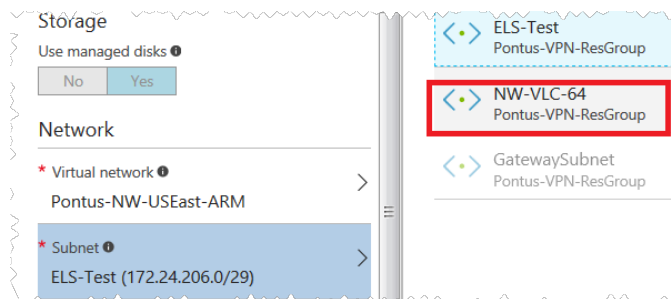 Storage
Use managed disks
No Yes
Network
* Virtual network
Pontus-NW-USEast-ARM
* Subnet
ELS-Test (172.24.206.0/29)
ELS-Test
Pontus-VPN-ResGroup
NW-VLC-64
Pontus-VPN-ResGroup
GatewaySubnet
Pontus-VPN-ResGroup